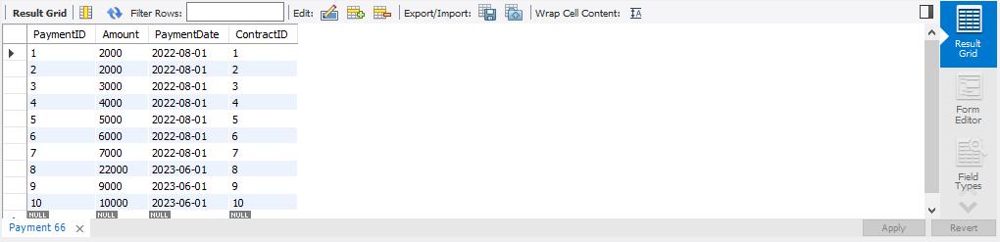 Result Grid Filter Rows: Edit: Export/Import: Wrap Cell Content: IA
PaymentID Amount PaymentDate ContractID
1 2000 2022-08-01 1
2 2000 2022-08-01 2
3 3000 2022-08-01 3
4 4000 2022-08-01 4
5 5000 2022-08-01 5
6 6000 2022-08-01 6
7 7000 2022-08-01 7
8 22000 2023-06-01 8
9 9000 2023-06-01 9
10 10000 2023-06-01 10
NULL NULL NULL NULL
Result
Grid
Form
Editor
Field
Types
Payment 66 Apply Revert